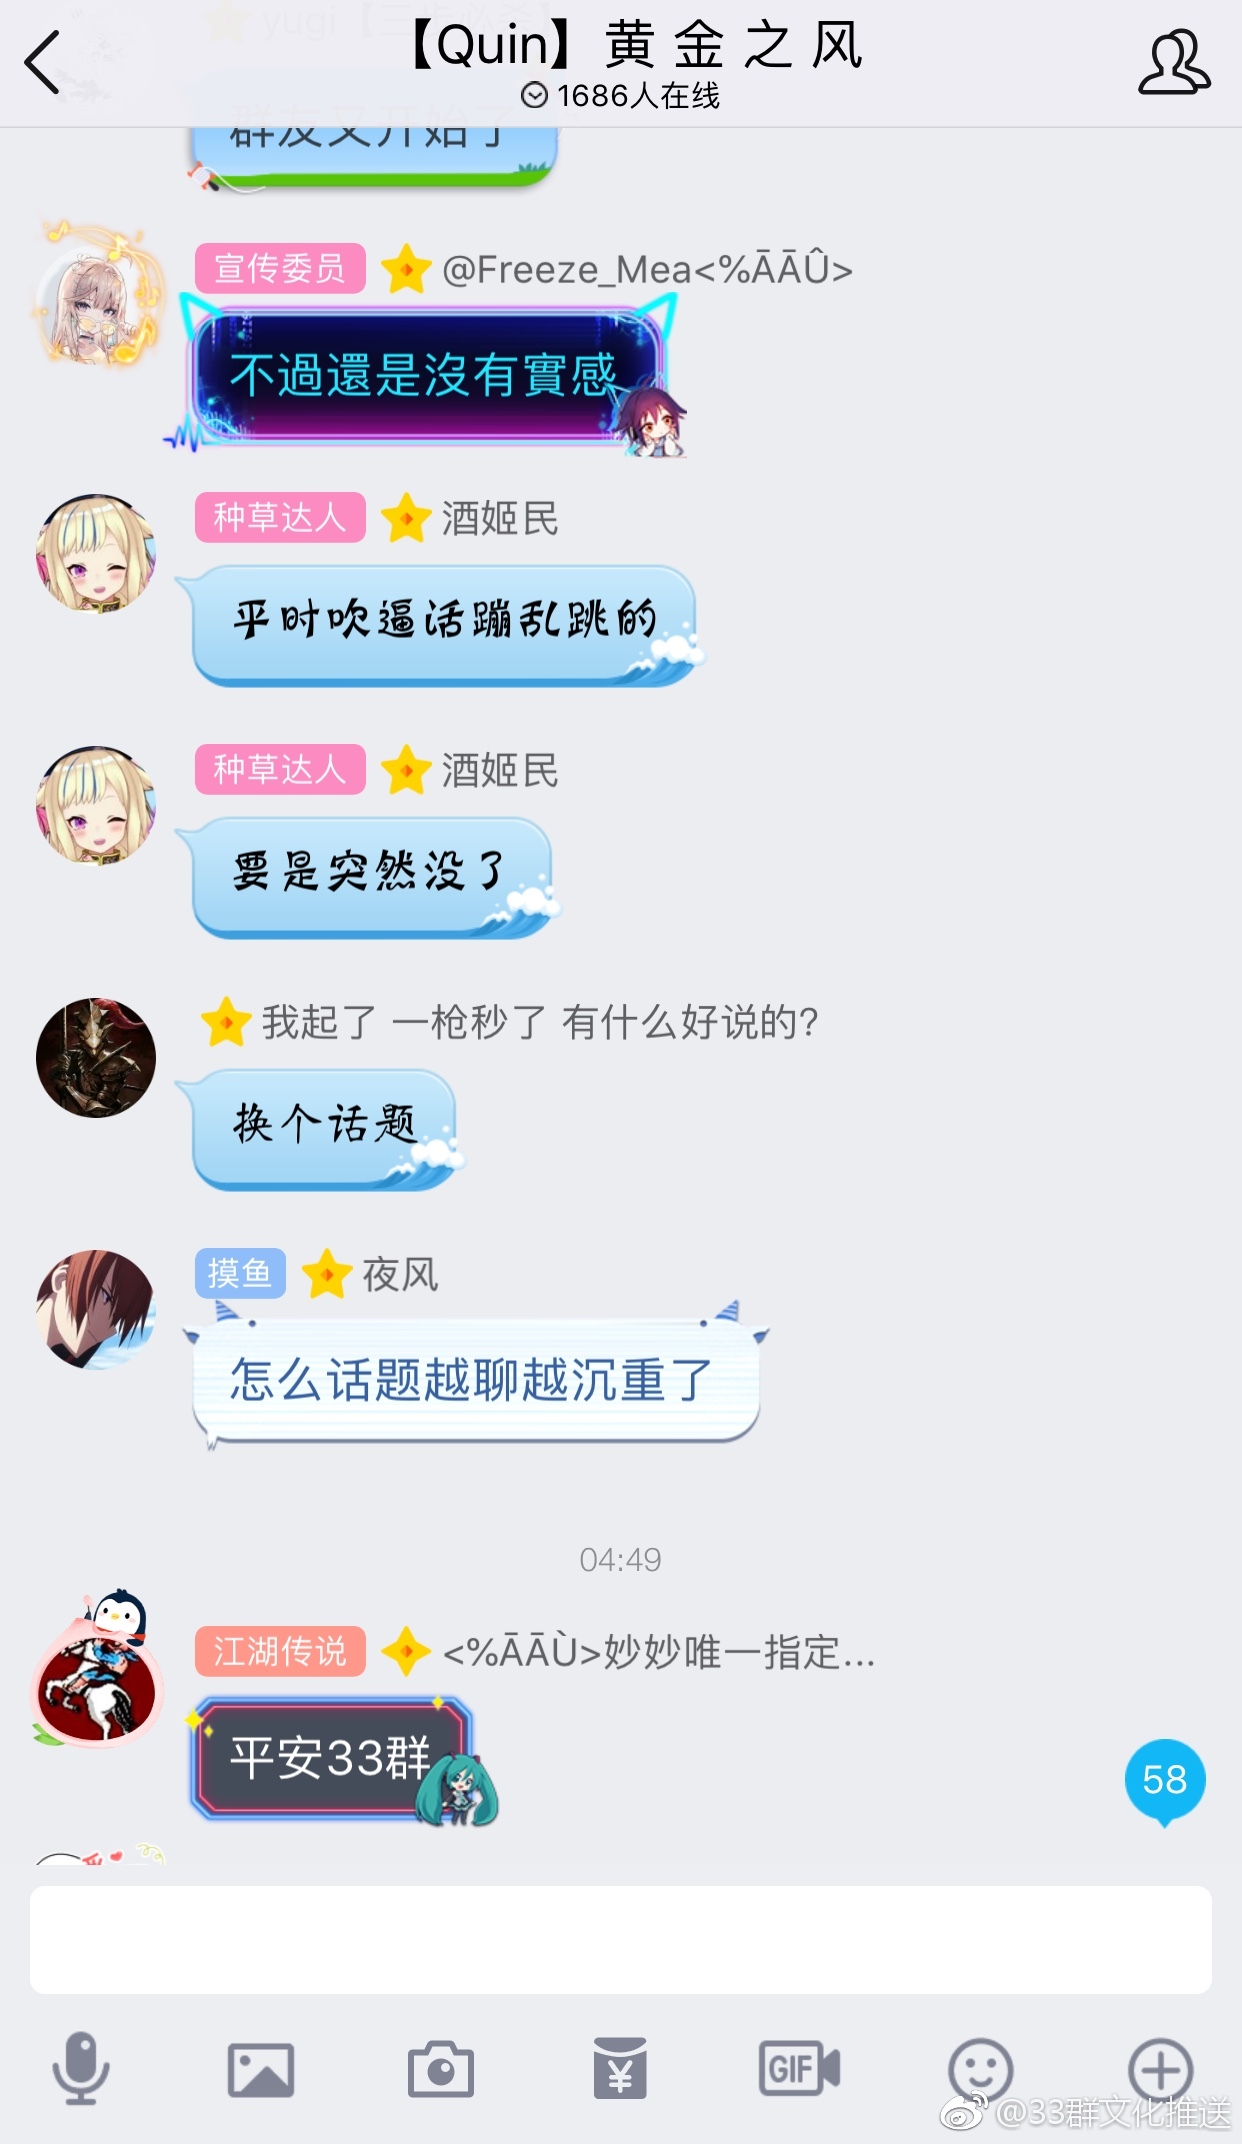 yugi【三步必杀】
【Quin】黄金之风
1686人在线
群友又开始了
宣传委员 @Freeze_Mea<%ĀĀÛ>
不過還是沒有實感
种草达人 酒姬民
平时吹逼活蹦乱跳的
种草达人 酒姬民
要是突然没了
我起了 一枪秒了 有什么好说的?
换个话题
摸鱼 夜风
怎么话题越聊越沉重了
04:49
江湖传说 <%ĀĀÙ>妙妙唯一指定...
平安33群
58
¥
GIF
@33群文化推送